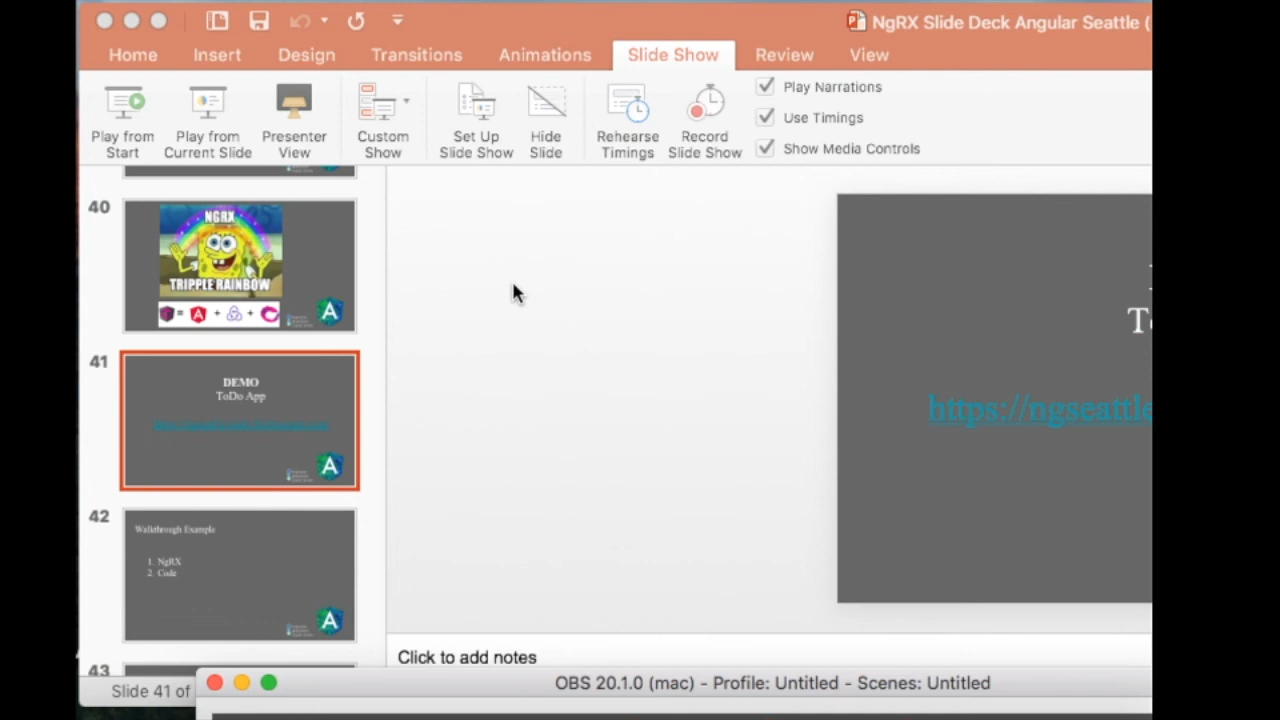 NgRX Slide Deck Angular Seattle (
Home Insert Design Transitions Animations Slide Show Review View
Play from Start
Play from Current Slide
Presenter View
Custom Show
Set Up Slide Show
Hide Slide
Rehearse Timings
Record Slide Show
Play Narrations
Use Timings
Show Media Controls
40
NGRX
TRIPPLE RAINBOW
= + +
A
41
DEMO
ToDo App
A
42
Walkthrough Example
1. NgRX
2. Code
A
43
https://ngseattle
Click to add notes
Slide 41 of
OBS 20.1.0 (mac) - Profile: Untitled - Scenes: Untitled